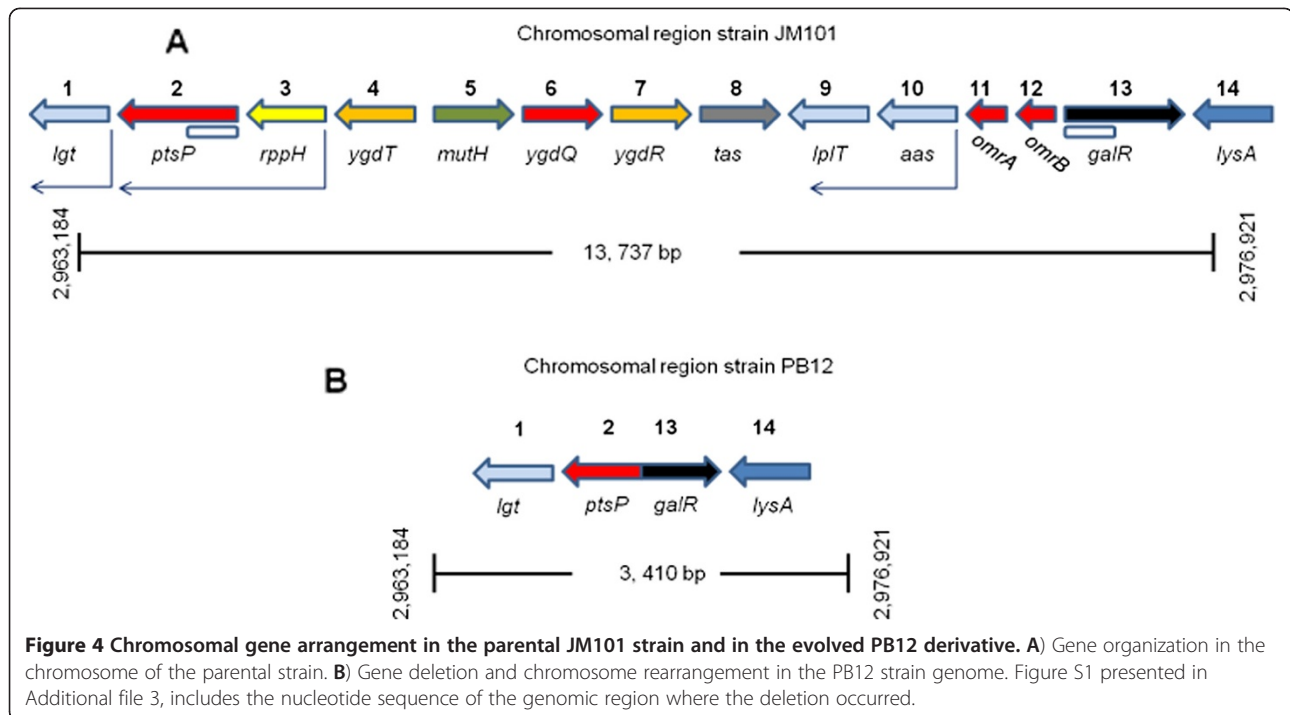 A
Chromosomal region strain JM101
1 2 3 4 5 6 7 8 9 10 11 12 13 14
lgt ptsP rppH ygdT mutH ygdQ ygdR tas lplT aas omrA omrB galR lysA
2,963,184
13, 737 bp
2,976,921
B
Chromosomal region strain PB12
1 2 13 14
lgt ptsP galR lysA
2,963,184
3, 410 bp
2,976,921
Figure 4 Chromosomal gene arrangement in the parental JM101 strain and in the evolved PB12 derivative. A) Gene organization in the
chromosome of the parental strain. B) Gene deletion and chromosome rearrangement in the PB12 strain genome. Figure S1 presented in
Additional file 3, includes the nucleotide sequence of the genomic region where the deletion occurred.